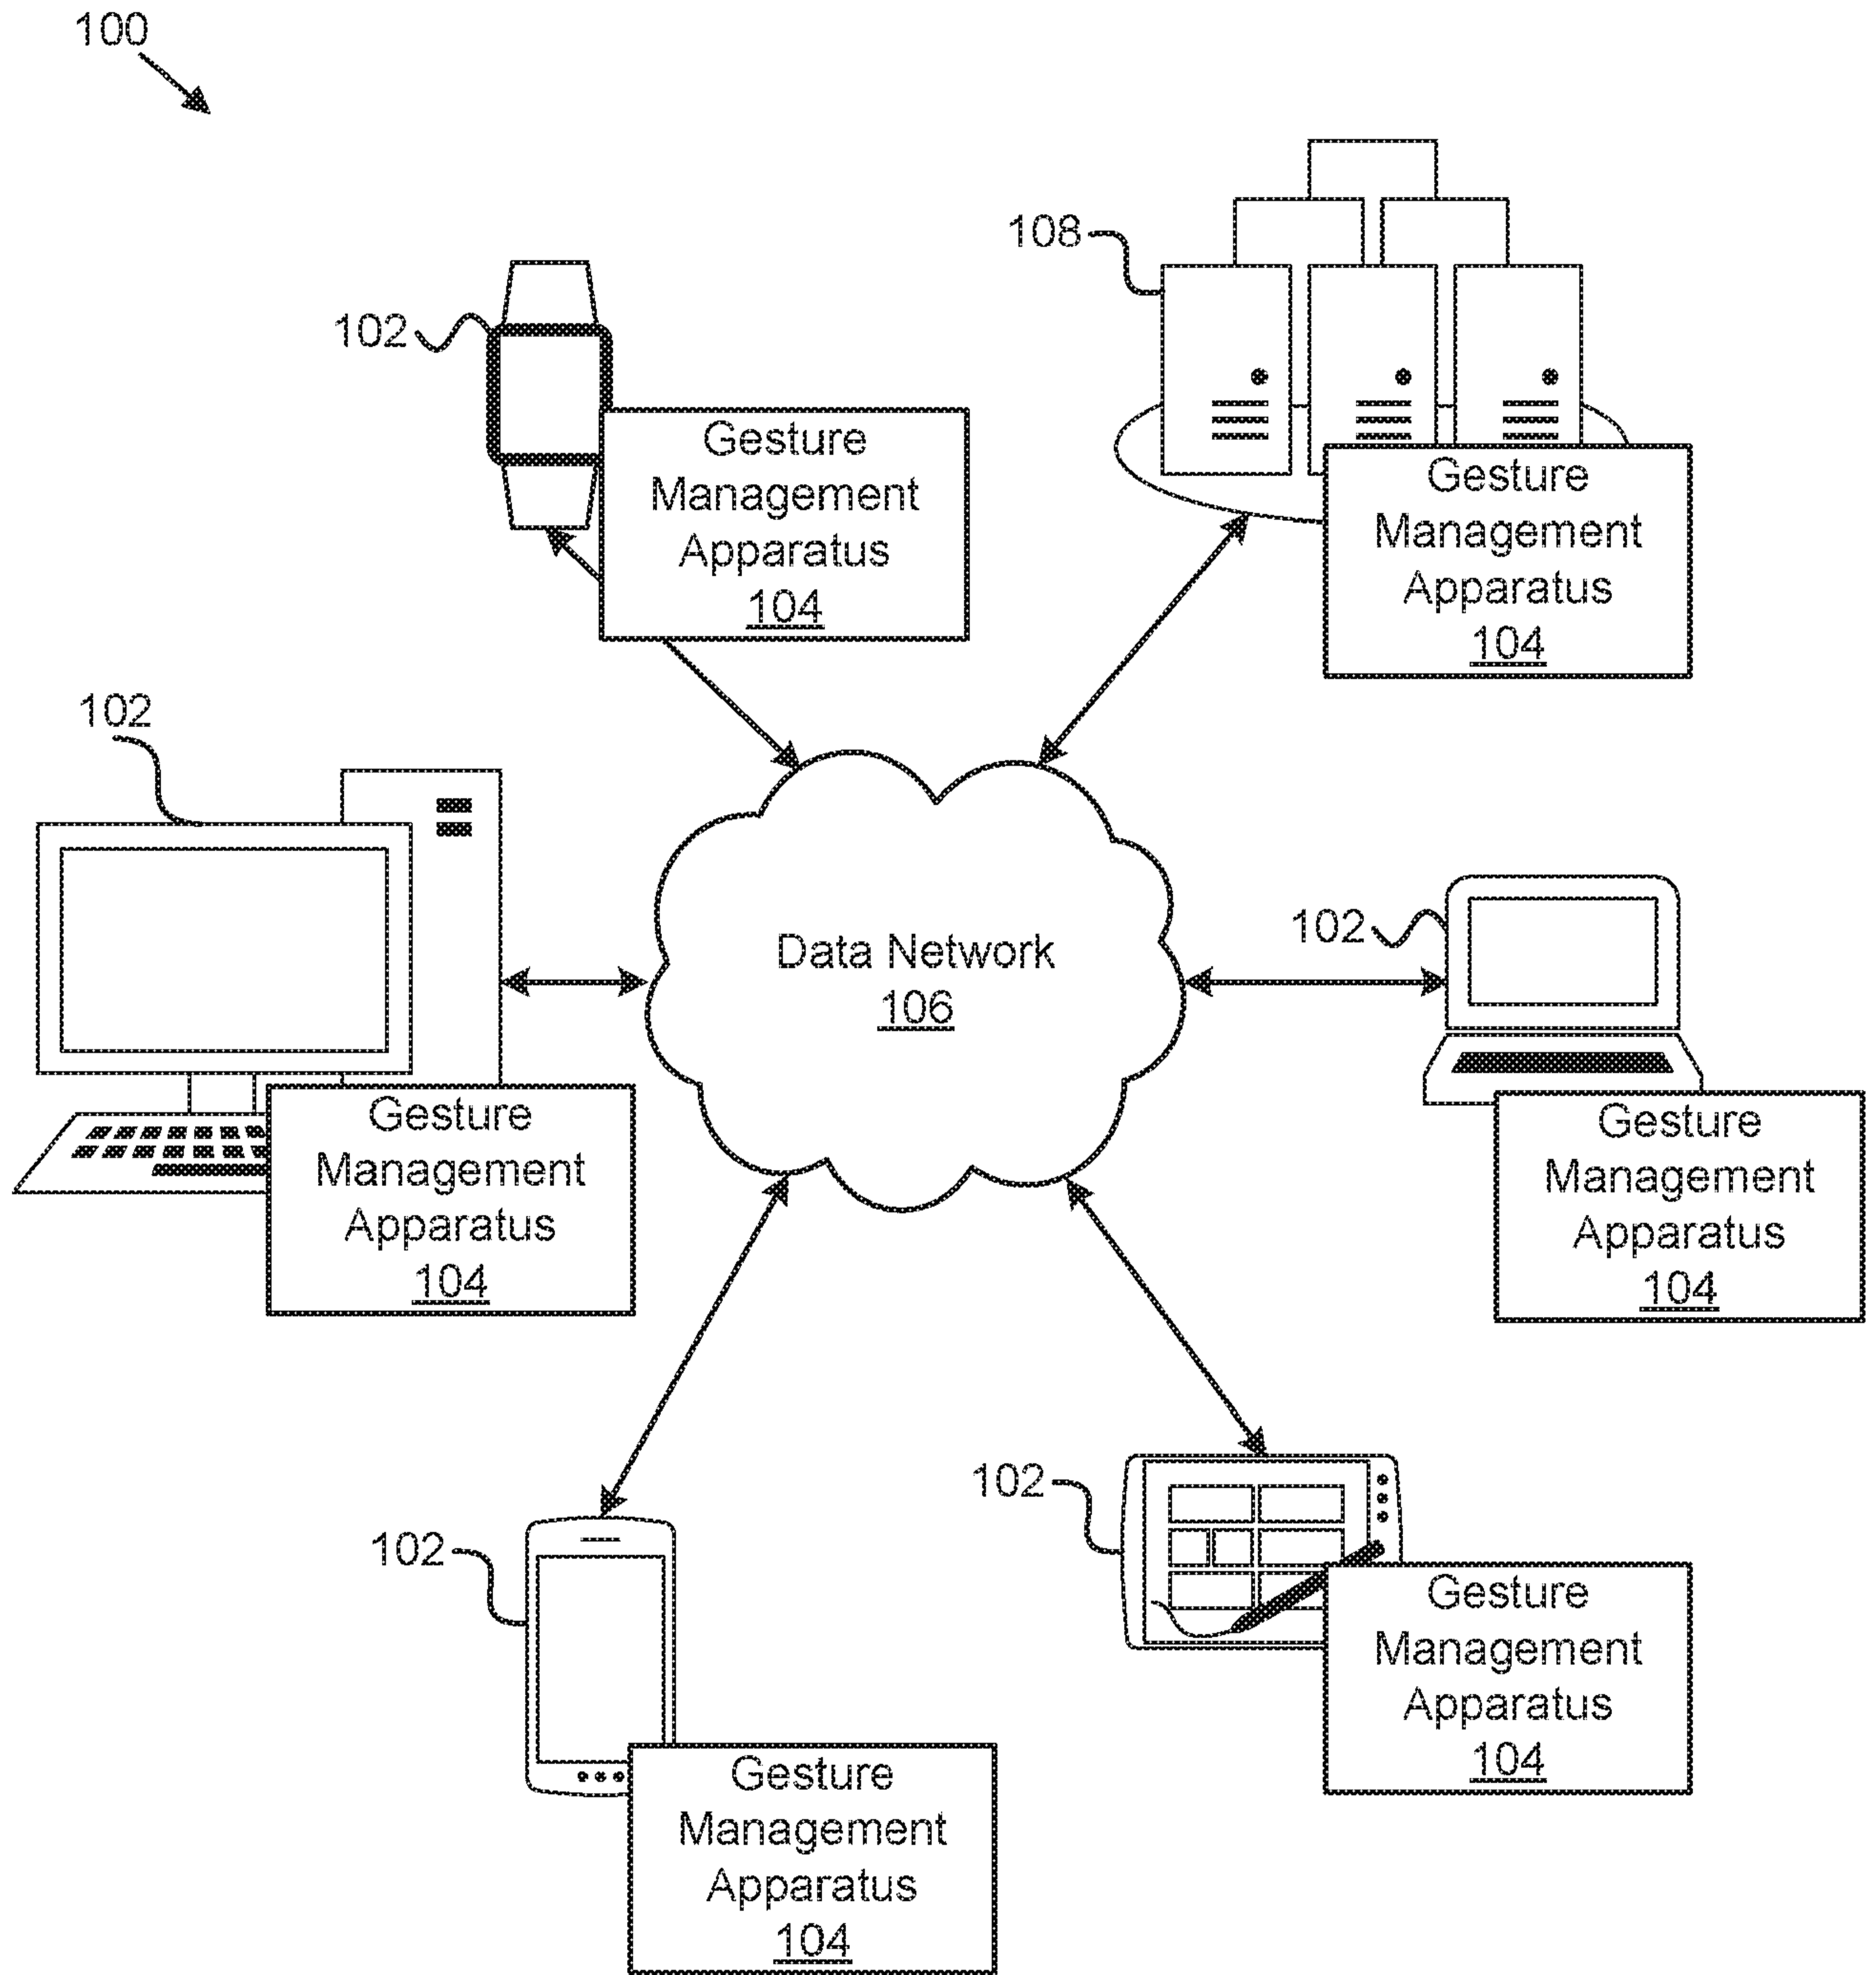 100
108
102
Gesture
Management
Apparatus
104
Gesture
Management
Apparatus
104
102
Data Network
106
102
Gesture
Management
Apparatus
104
Gesture
Management
Apparatus
104
102
102
Gesture
Management
Apparatus
104
Gesture
Management
Apparatus
104